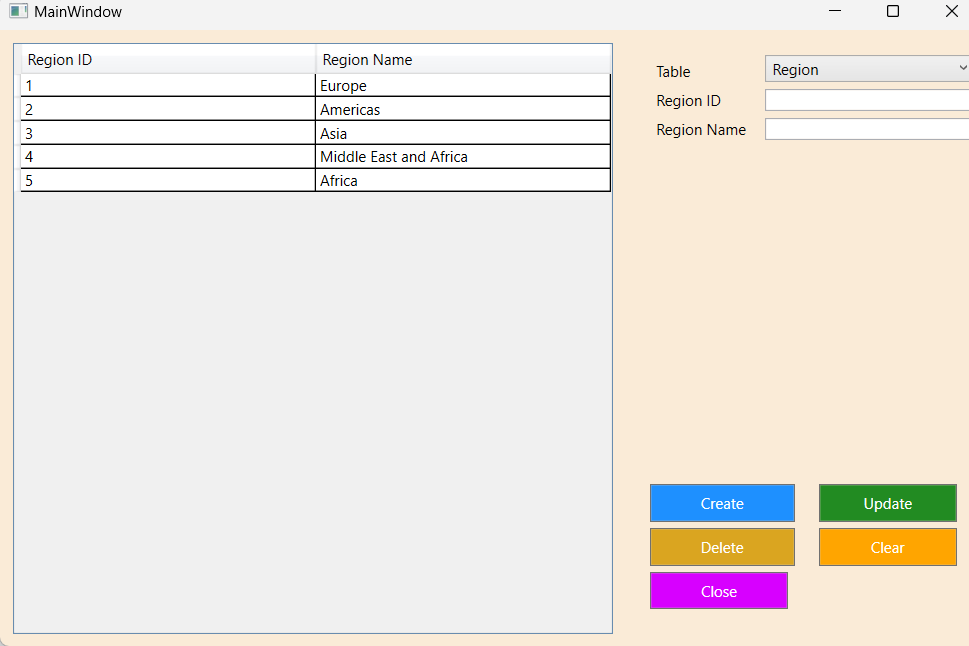 MainWindow
Region ID Region Name
1 Europe
2 Americas
3 Asia
4 Middle East and Africa
5 Africa
Table Region
Region ID
Region Name
Create Update
Delete Clear
Close